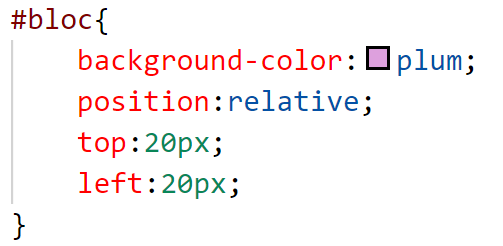 #bloc{
background-color: plum;
position:relative;
top:20px;
left:20px;
}